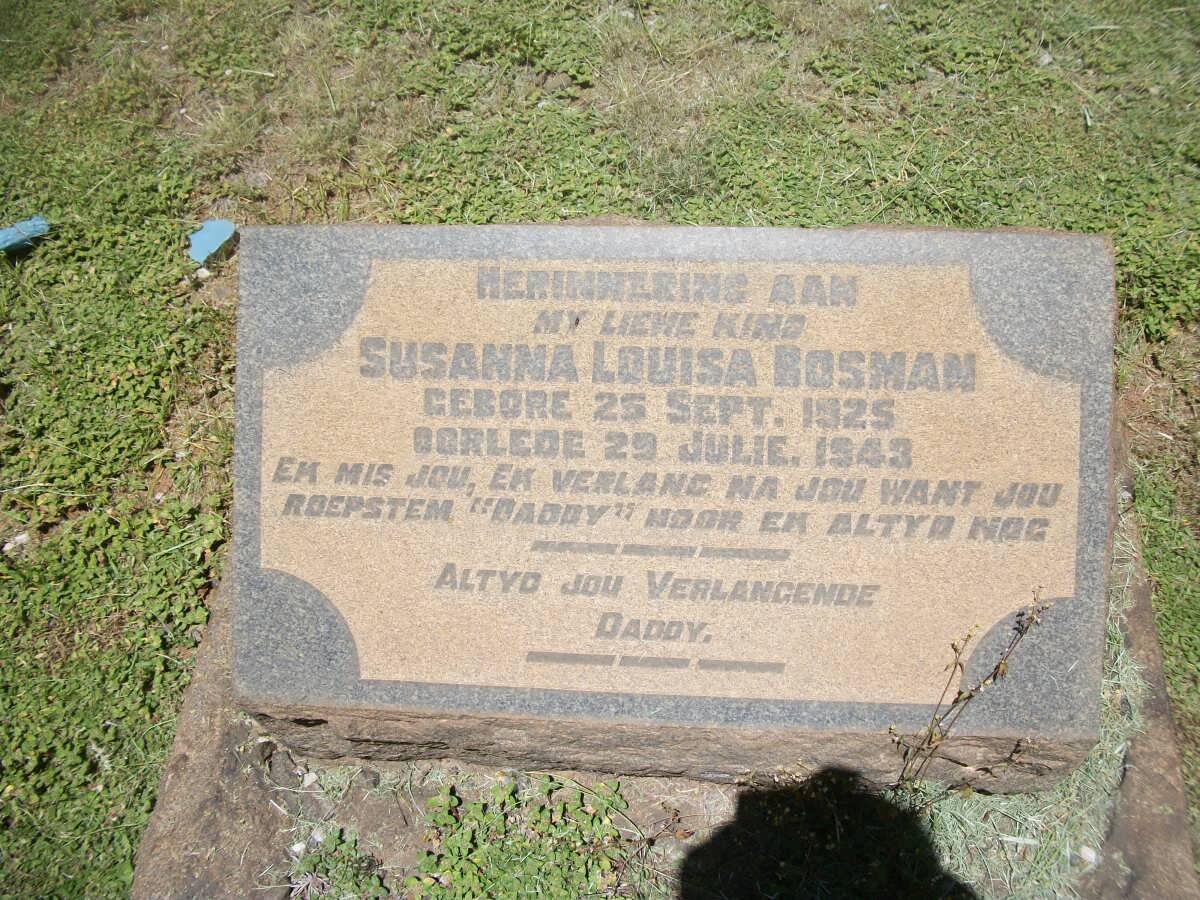 HERINNERING AAN
MY LIEWE KIND
SUSANNA LOUISA BOSMAN
GEBORE 25 SEPT. 1925
OORLEDE 29 JULIE. 1943
EK MIS JOU, EK VERLANG NA JOU WANT JOU
ROEPSTEM "DADDY" HOOR EK ALTYD NOG
ALTYD JOU VERLANGENDE
DADDY.